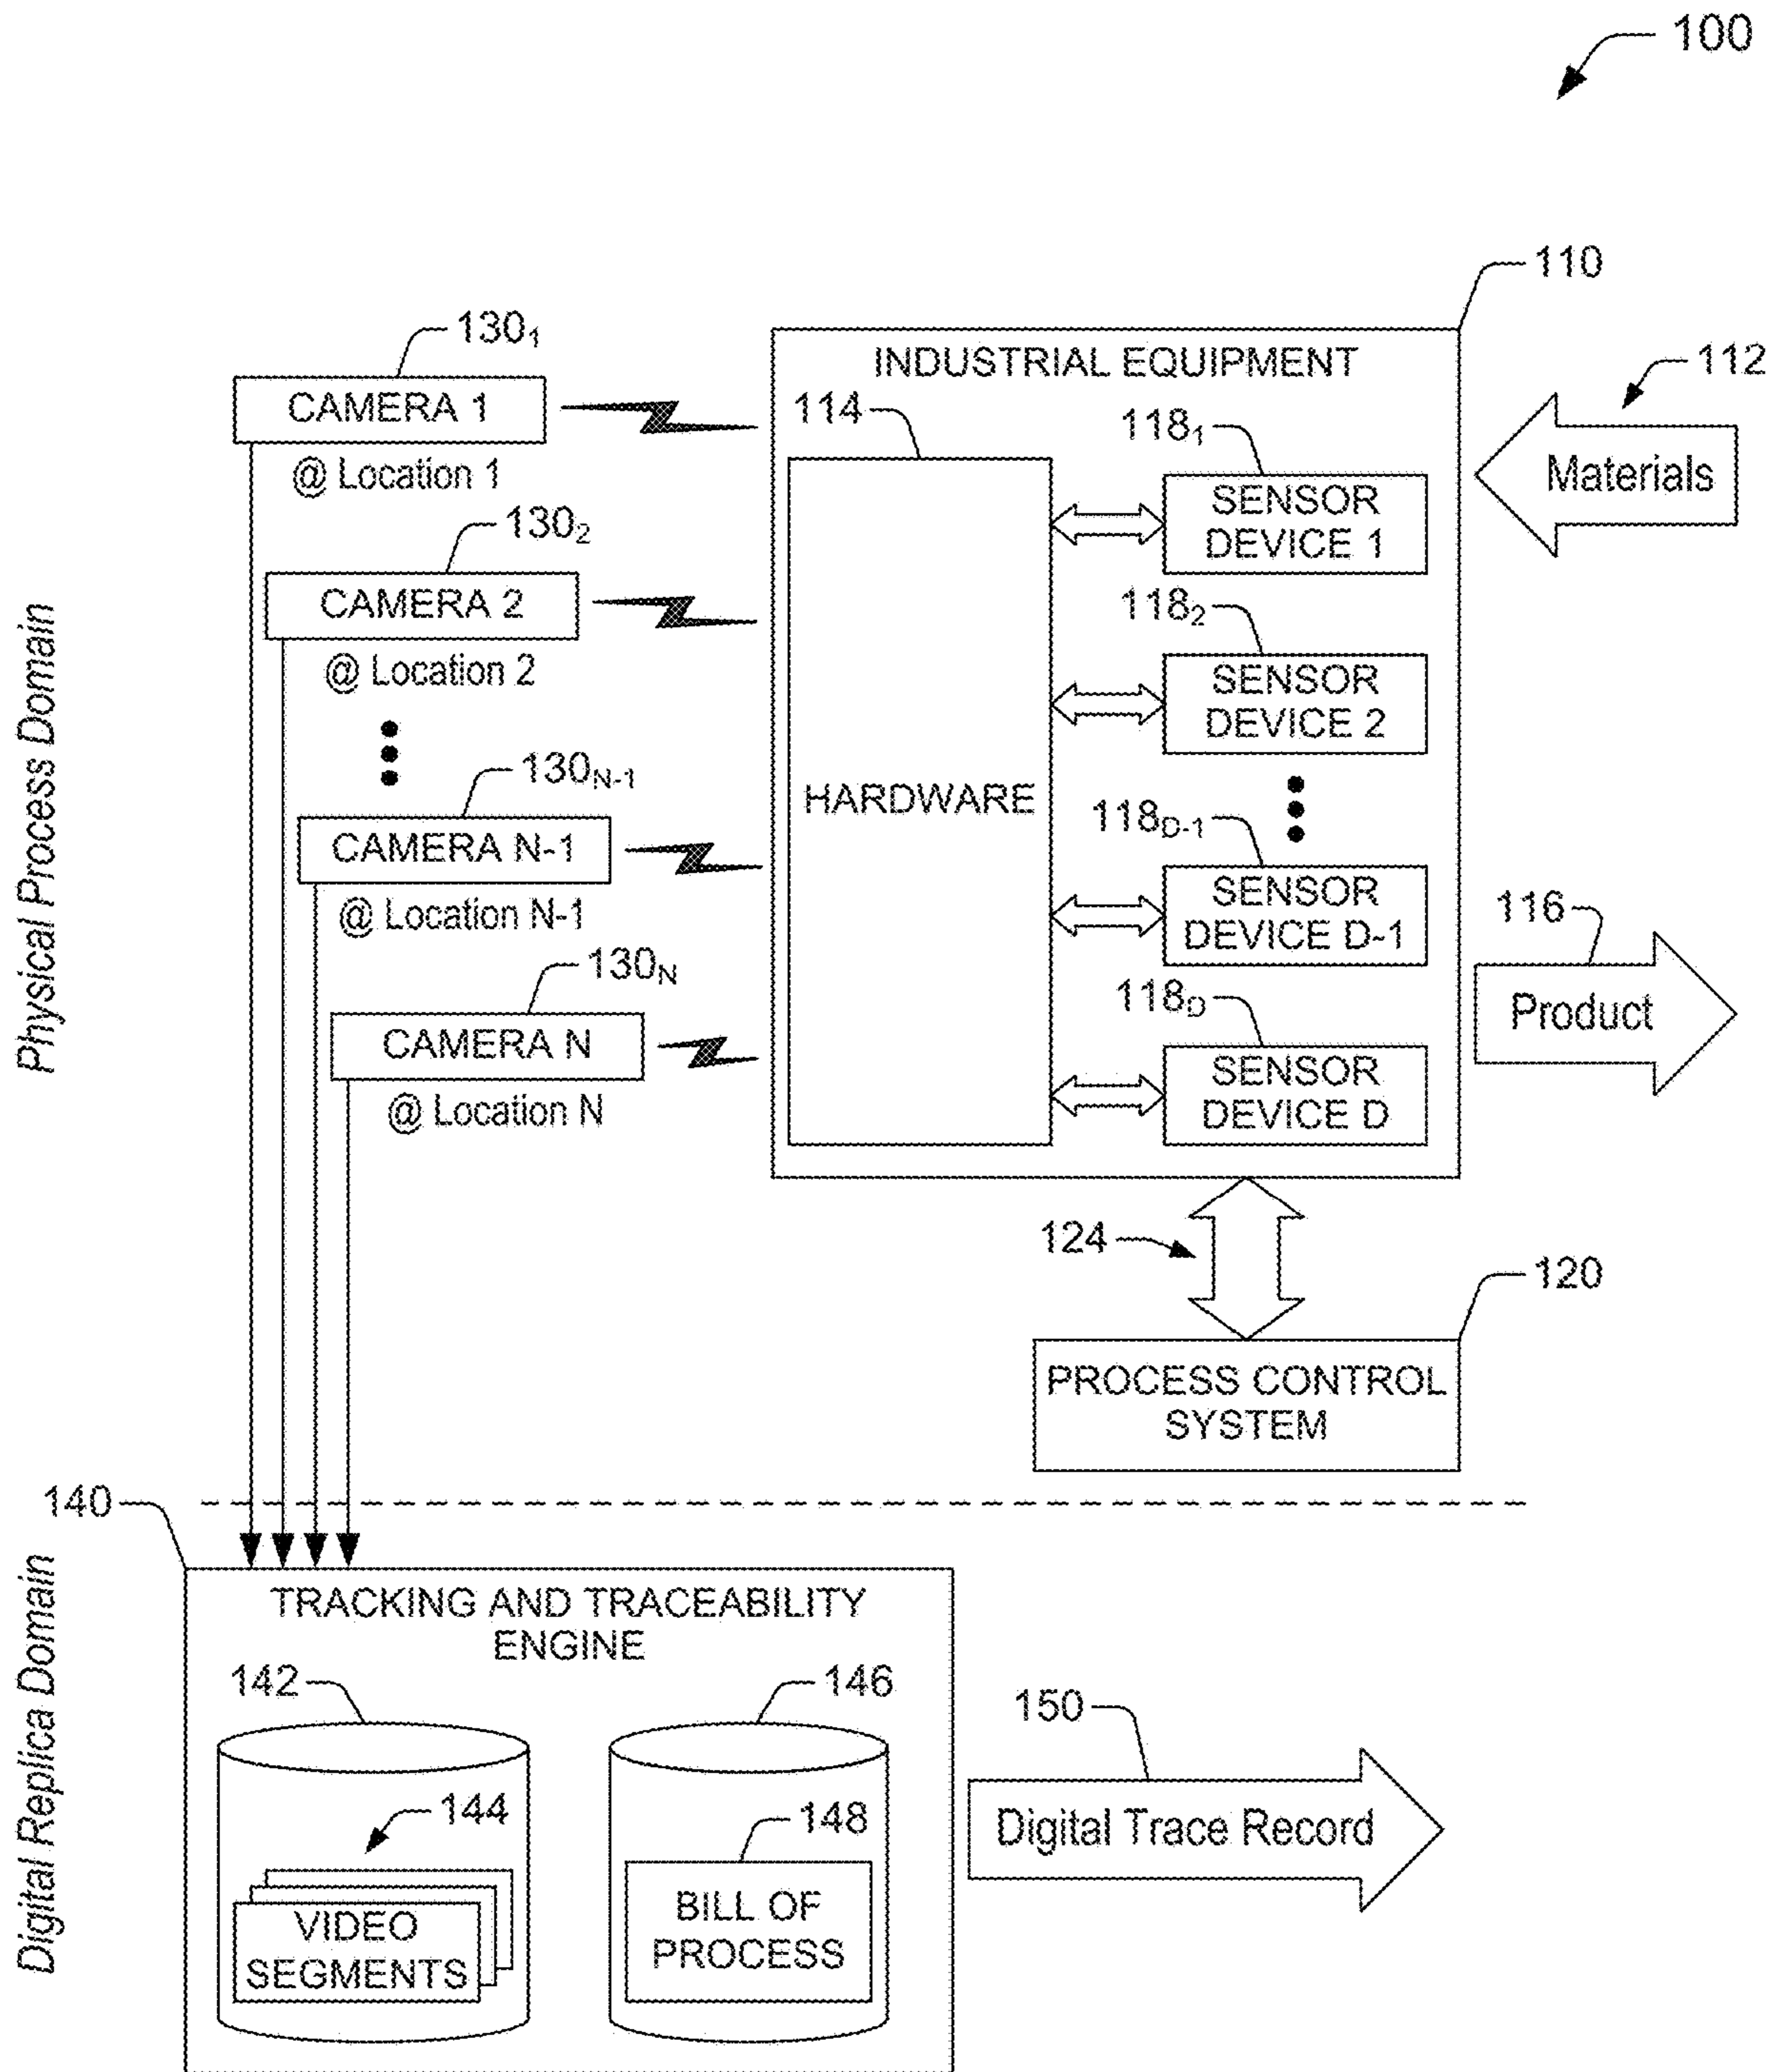 100
110
130₁
INDUSTRIAL EQUIPMENT
112
CAMERA 1
114
118₁
@ Location 1
SENSOR
DEVICE 1
Materials
130₂
CAMERA 2
118₂
@ Location 2
SENSOR
DEVICE 2
Physical Process Domain
130N-1
HARDWARE
118D-1
CAMERA N-1
SENSOR
DEVICE D-1
@ Location N-1
116
130N
118D
Product
CAMERA N
SENSOR
DEVICE D
@ Location N
124
120
PROCESS CONTROL
SYSTEM
140
Digital Replica Domain
TRACKING AND TRACEABILITY
ENGINE
142
146
150
144
148
Digital Trace Record
VIDEO
SEGMENTS
BILL OF
PROCESS